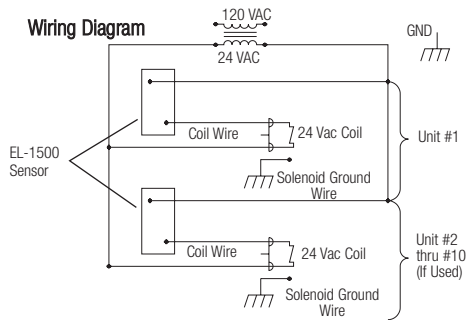 Wiring Diagram
120 VAC
24 VAC
GND
Coil Wire
24 Vac Coil
Unit #1
EL-1500
Sensor
Solenoid Ground
Wire
Coil Wire
24 Vac Coil
Unit #2
thru #10
(If Used)
Solenoid Ground
Wire